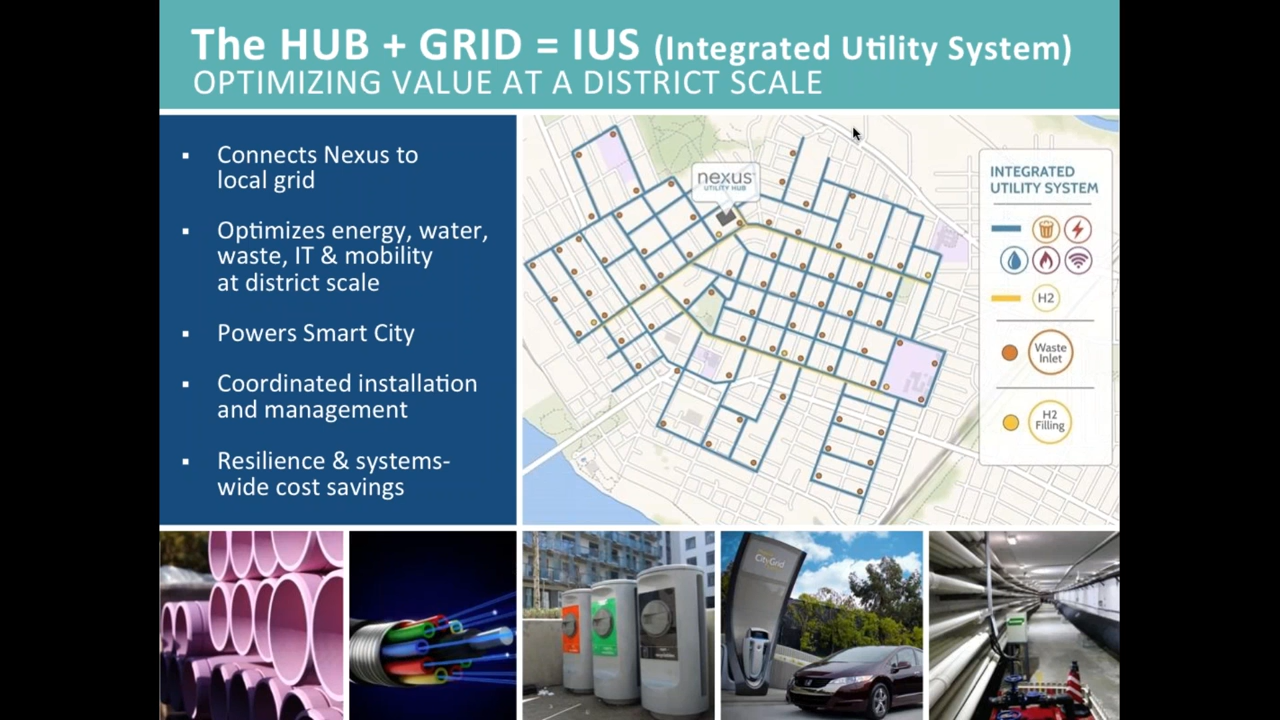 The HUB + GRID = IUS (Integrated Utility System)
OPTIMIZING VALUE AT A DISTRICT SCALE
▪ Connects Nexus to
local grid
▪ Optimizes energy, water,
waste, IT & mobility
at district scale
▪ Powers Smart City
▪ Coordinated installation
and management
▪ Resilience & systems-
wide cost savings
nexus
UTILITY HUB
INTEGRATED
UTILITY SYSTEM
H2
Waste
Inlet
H2
Filling
CityGrid